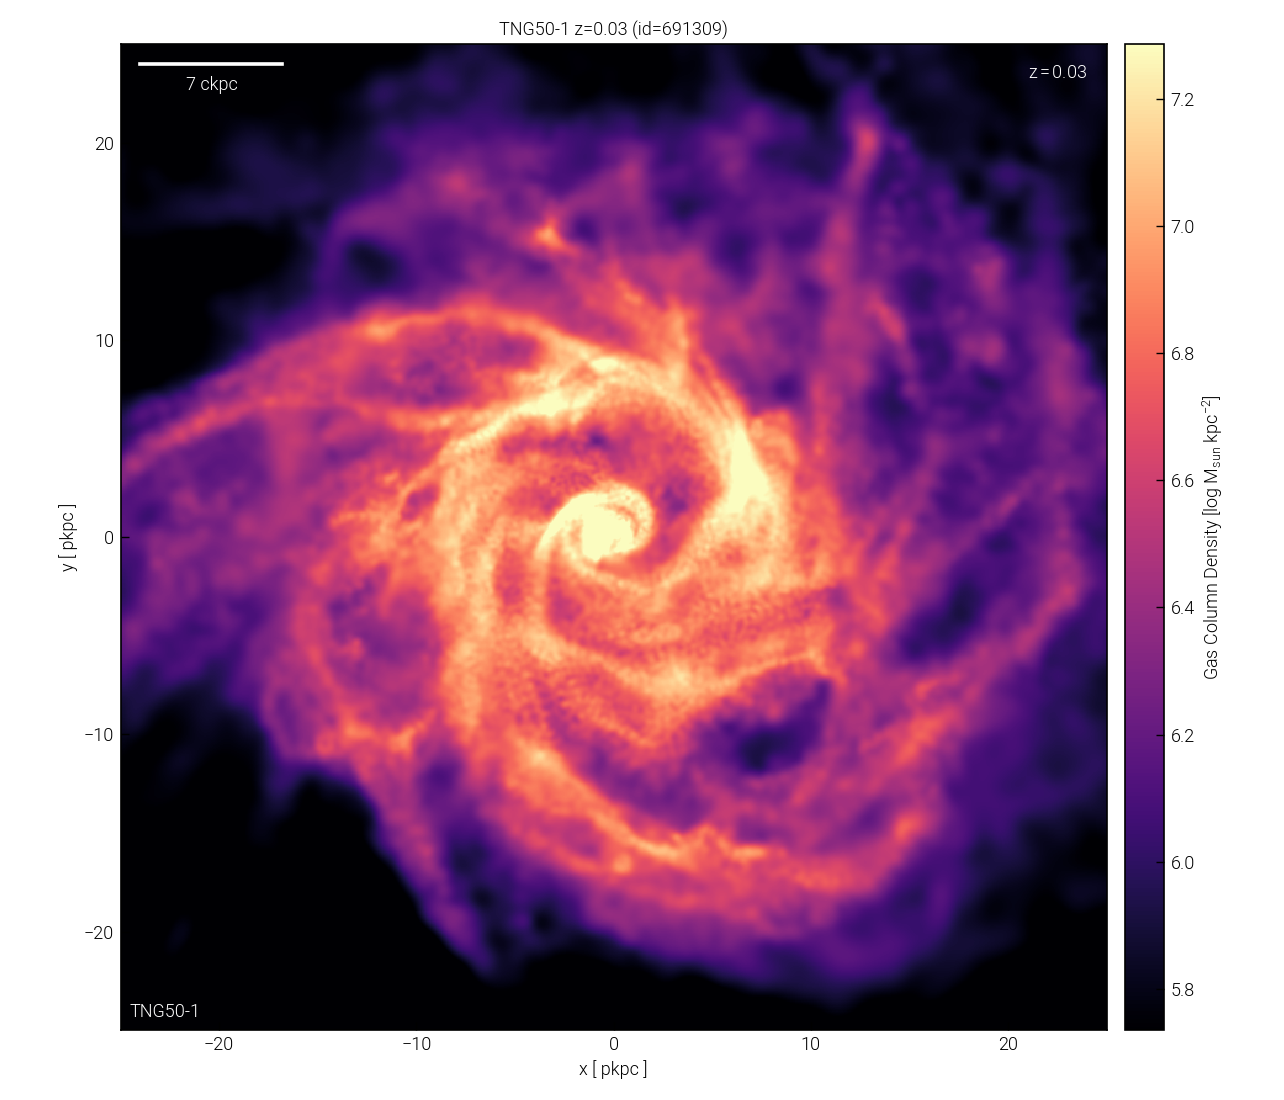 TNG50-1 z=0.03 (id=691309)
7 ckpc
z=0.03
7.2
7.0
6.8
6.6
6.4
6.2
6.0
5.8
Gas Column Density [log M_sun kpc^−2]
20
10
0
−10
−20
y [ pkpc ]
TNG50-1
−20 −10 0 10 20
x [ pkpc ]